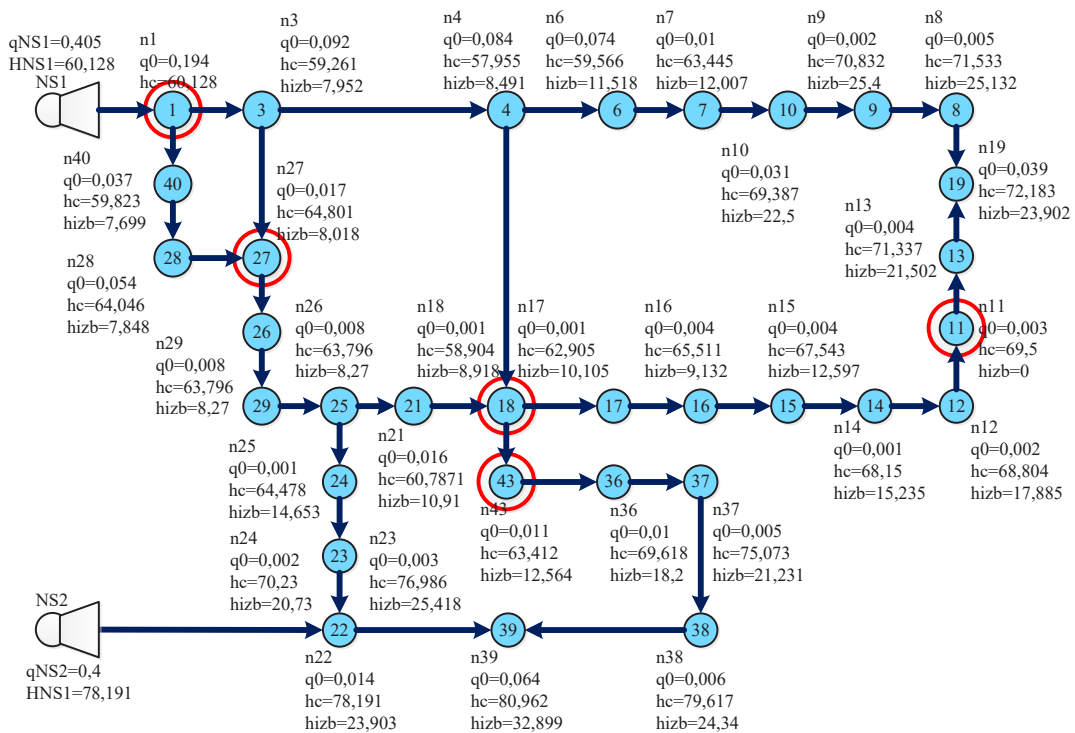 qNS1=0,405
HNS1=60,128
NS1
n1
q0=0,194
hc=60,128
n3
q0=0,092
hc=59,261
hizb=7,952
n4
q0=0,084
hc=57,955
hizb=8,491
n6
q0=0,074
hc=59,566
hizb=11,518
n7
q0=0,01
hc=63,445
hizb=12,007
n9
q0=0,002
hc=70,832
hizb=25,4
n8
q0=0,005
hc=71,533
hizb=25,132
1
3
4
6
7
10
9
8
n40
q0=0,037
hc=59,823
hizb=7,699
40
n27
q0=0,017
hc=64,801
hizb=8,018
n10
q0=0,031
hc=69,387
hizb=22,5
n19
q0=0,039
hc=72,183
hizb=23,902
19
n13
q0=0,004
hc=71,337
hizb=21,502
13
28
27
n28
q0=0,054
hc=64,046
hizb=7,848
26
n26
q0=0,008
hc=63,796
hizb=8,27
n18
q0=0,001
hc=58,904
hizb=8,918
n17
q0=0,001
hc=62,905
hizb=10,105
n16
q0=0,004
hc=65,511
hizb=9,132
n15
q0=0,004
hc=67,543
hizb=12,597
11
n11
q0=0,003
hc=69,5
hizb=0
n29
q0=0,008
hc=63,796
hizb=8,27
29
25
21
18
17
16
15
14
12
n25
q0=0,001
hc=64,478
hizb=14,653
n21
q0=0,016
hc=60,7871
hizb=10,91
n14
q0=0,001
hc=68,15
hizb=15,235
n12
q0=0,002
hc=68,804
hizb=17,885
24
43
36
37
n43
q0=0,011
hc=63,412
hizb=12,564
n36
q0=0,01
hc=69,618
hizb=18,2
n37
q0=0,005
hc=75,073
hizb=21,231
n24
q0=0,002
hc=70,23
hizb=20,73
23
n23
q0=0,003
hc=76,986
hizb=25,418
NS2
22
39
38
qNS2=0,4
HNS1=78,191
n22
q0=0,014
hc=78,191
hizb=23,903
n39
q0=0,064
hc=80,962
hizb=32,899
n38
q0=0,006
hc=79,617
hizb=24,34